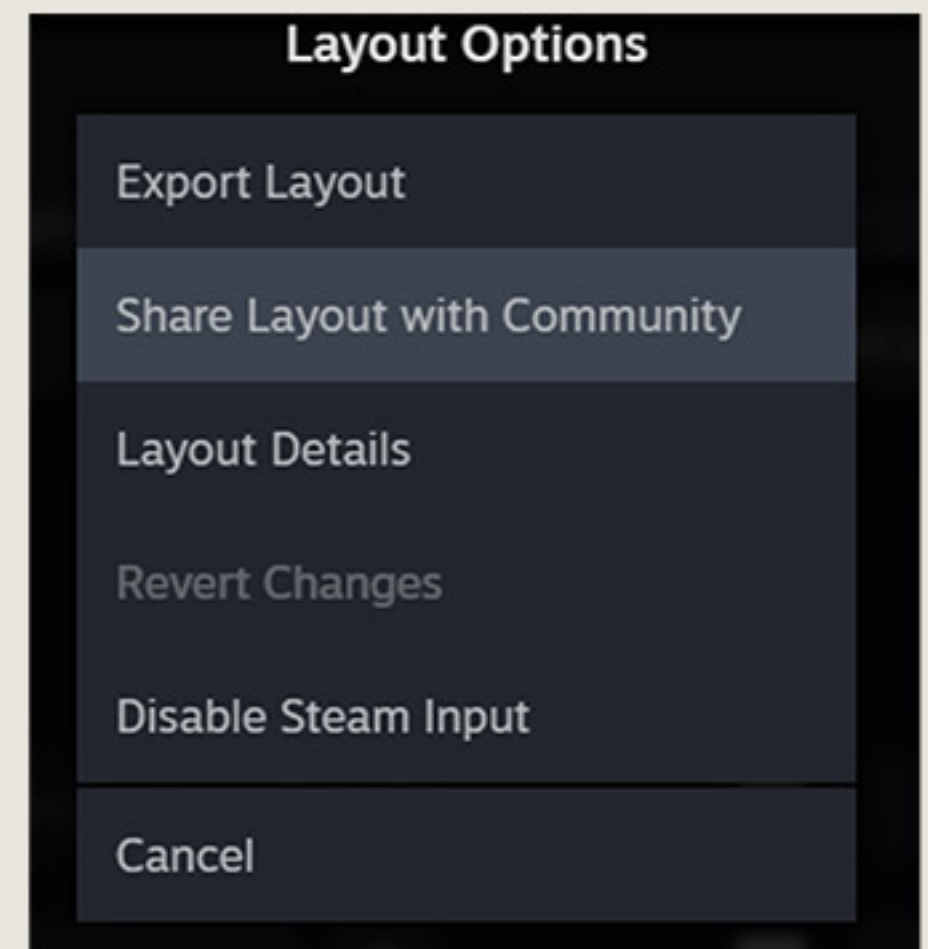 Layout Options
Export Layout
Share Layout with Community
Layout Details
Revert Changes
Disable Steam Input
Cancel